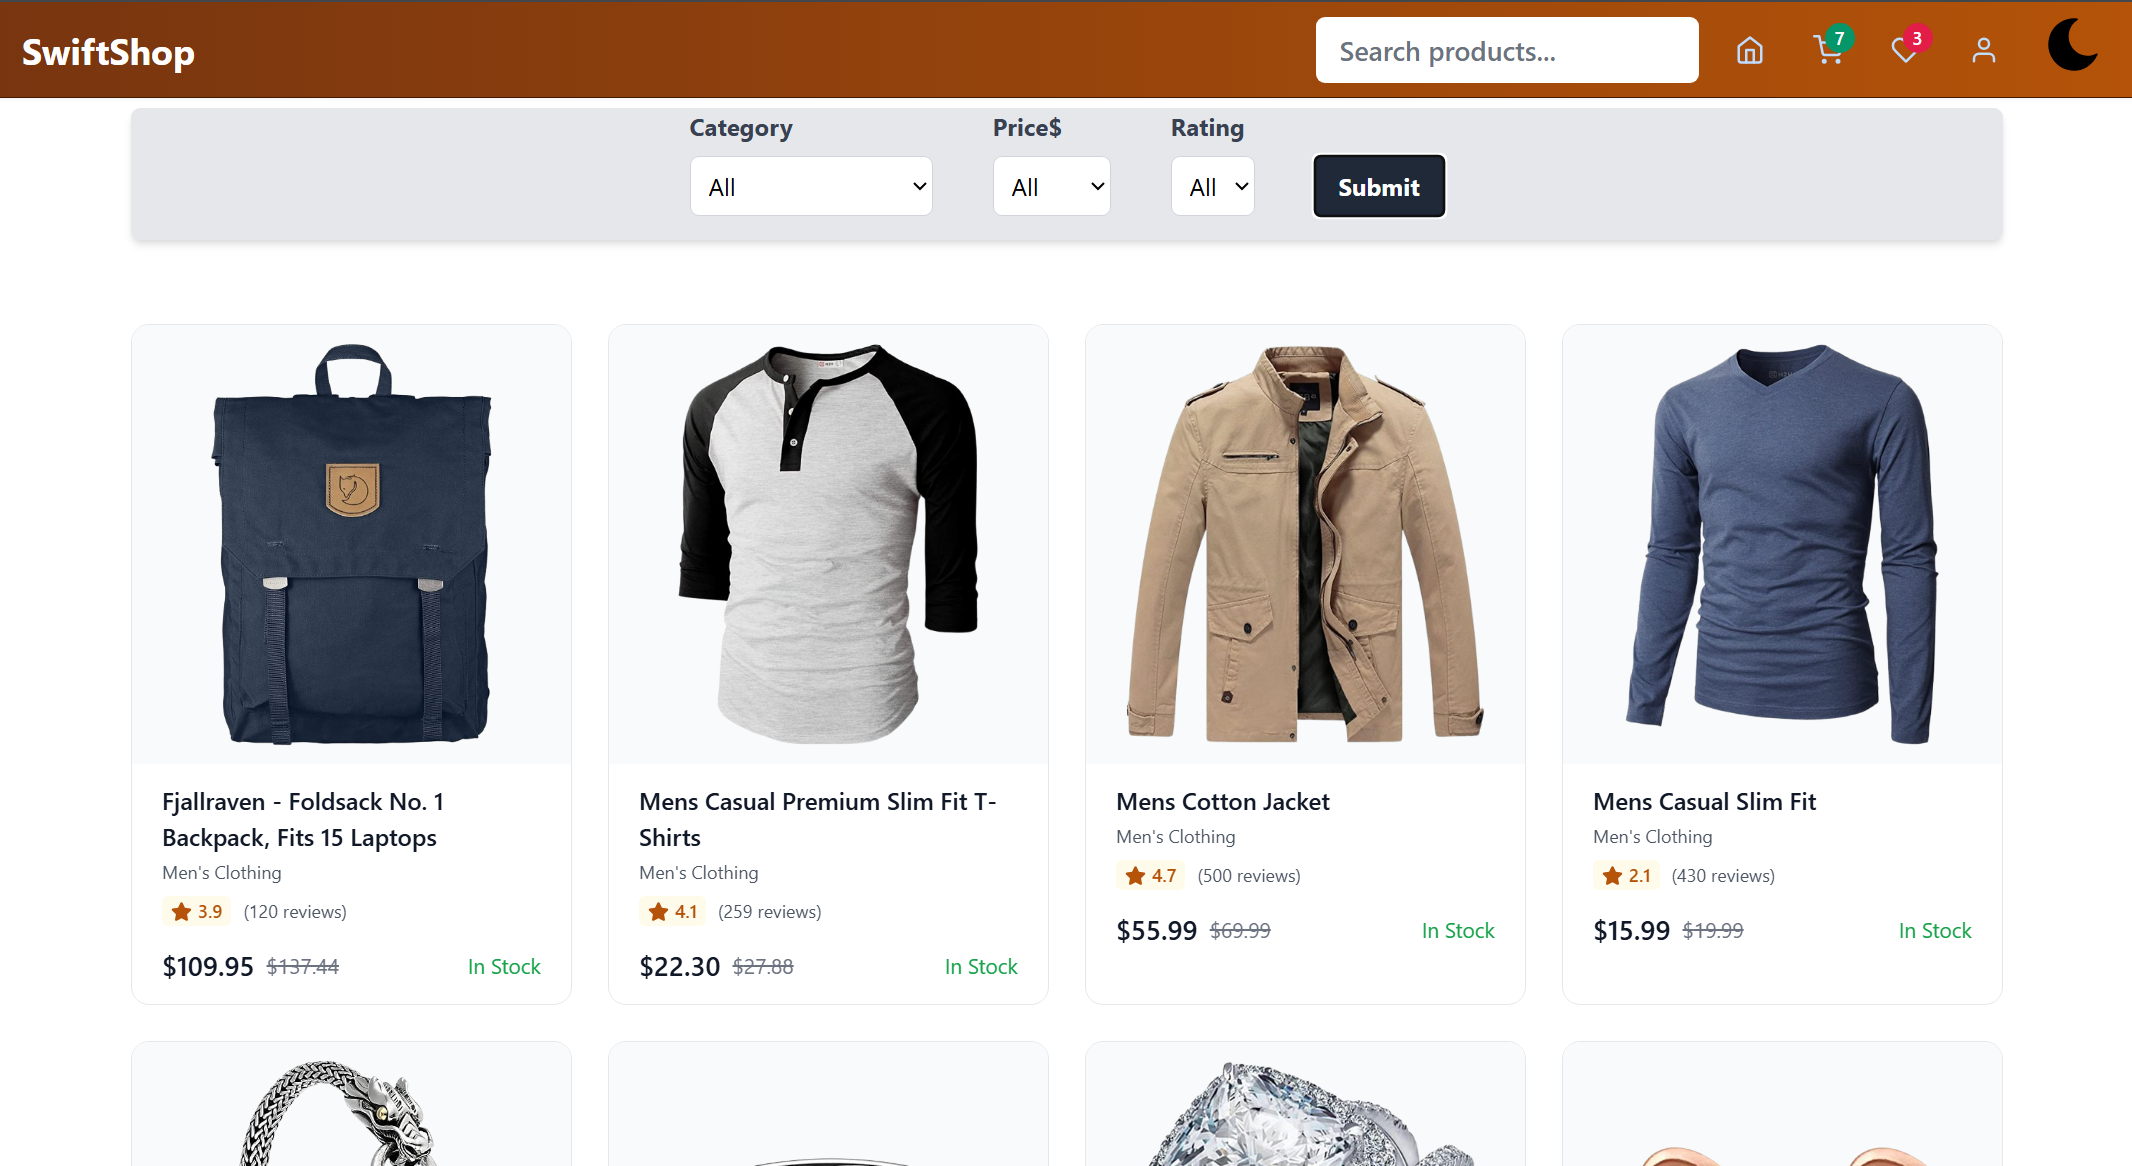 SwiftShop
Search products...
7
3
Category
Price$
Rating
All
All
All
Submit
Fjallraven - Foldsack No. 1
Backpack, Fits 15 Laptops
Men's Clothing
3.9 (120 reviews)
$109.95 $137.44 In Stock
Mens Casual Premium Slim Fit T-
Shirts
Men's Clothing
4.1 (259 reviews)
$22.30 $27.88 In Stock
Mens Cotton Jacket
Men's Clothing
4.7 (500 reviews)
$55.99 $69.99 In Stock
Mens Casual Slim Fit
Men's Clothing
2.1 (430 reviews)
$15.99 $19.99 In Stock